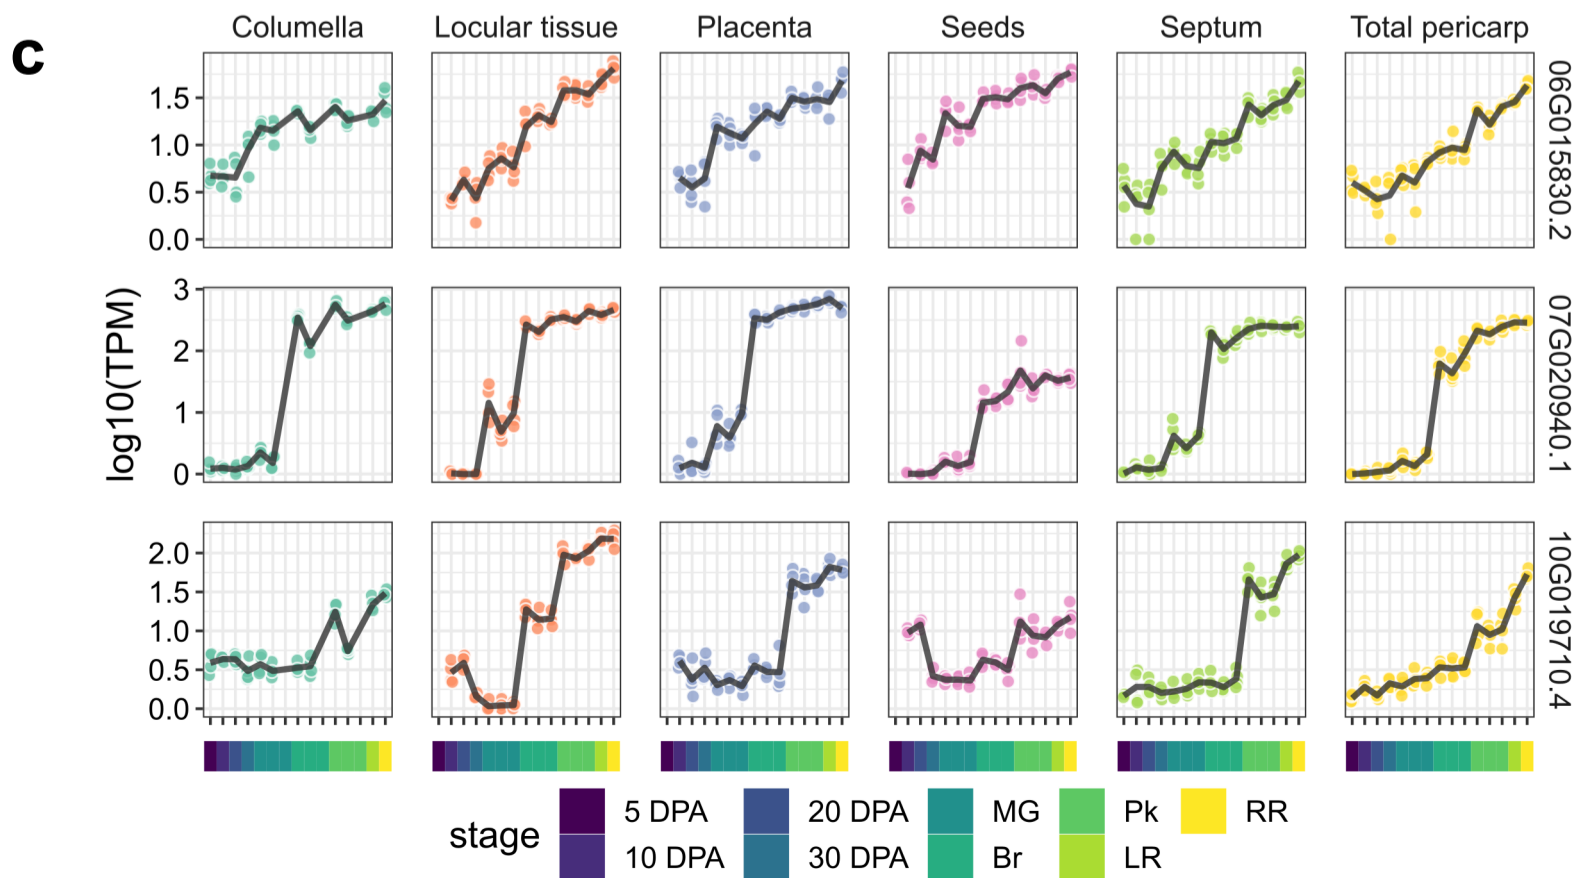 c
Columella Locular tissue Placenta Seeds Septum Total pericarp
log10(TPM)
1.5
1.0
0.5
0.0
06G015830.2
3
2
1
0
07G020940.1
2.0
1.5
1.0
0.5
0.0
10G019710.4
stage
5 DPA 20 DPA MG Pk RR
10 DPA 30 DPA Br LR